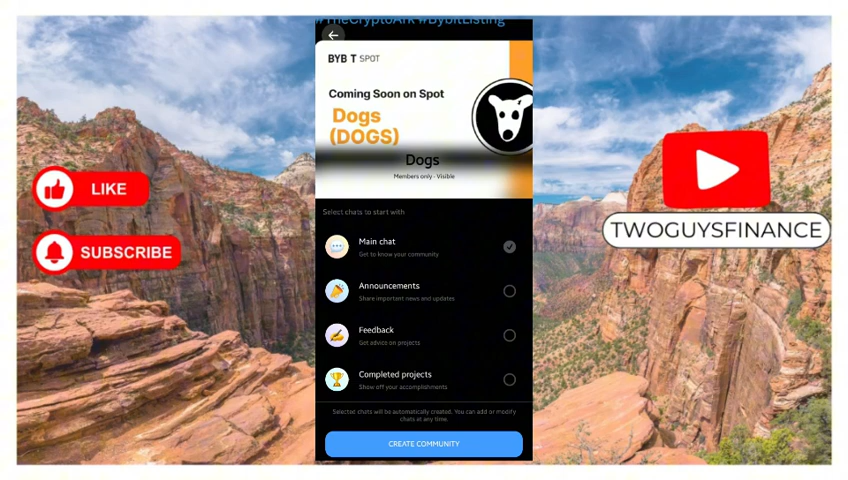 #TheCryptoArk #BybitListing
BYB T SPOT
Coming Soon on Spot
Dogs
(DOGS)
Dogs
Members only · Visible
Select chats to start with
Main chat
Get to know your community
Announcements
Share important news and updates
Feedback
Get advice on projects
Completed projects
Show off your accomplishments
Selected chats will be automatically created. You can add or modify
chats at any time.
CREATE COMMUNITY
LIKE
SUBSCRIBE
TWOGUYSFINANCE